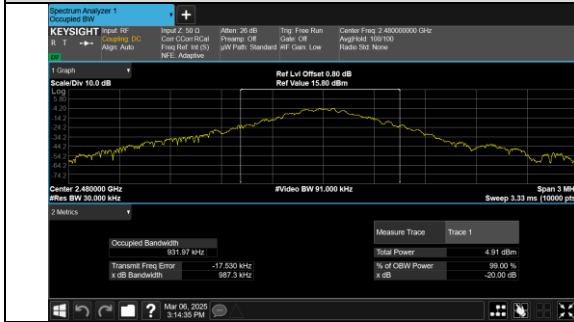 Spectrum Analyzer 1
Occupied BW
+
KEYSIGHT Input: RF Input Z: 50 Ω Atten: 26 dB Trig: Free Run Center Freq: 2.480000000 GHz
R T Coupling: DC Corr CCorr RCal Preamp: Off Gate: Off Avg|Hold: 100/100
Align: Auto Freq Ref: Int (S) µW Path: Standard #IF Gain: Low Radio Std: None
NFE: Adaptive
1 Graph
Scale/Div 10.0 dB
Ref Lvl Offset 0.80 dB
Ref Value 15.80 dBm
Log
5.80
-4.20
-14.2
-24.2
-34.2
-44.2
-54.2
-64.2
-74.2
Center 2.480000 GHz #Video BW 91.000 kHz Span 3 MH
#Res BW 30.000 kHz Sweep 3.33 ms (10000 pts
2 Metrics
Measure Trace Trace 1
Occupied Bandwidth
931.97 kHz Total Power 4.91 dBm
Transmit Freq Error -17.530 kHz % of OBW Power 99.00 %
x dB Bandwidth 987.3 kHz x dB -20.00 dB
?
Mar 06, 2025
3:14:35 PM